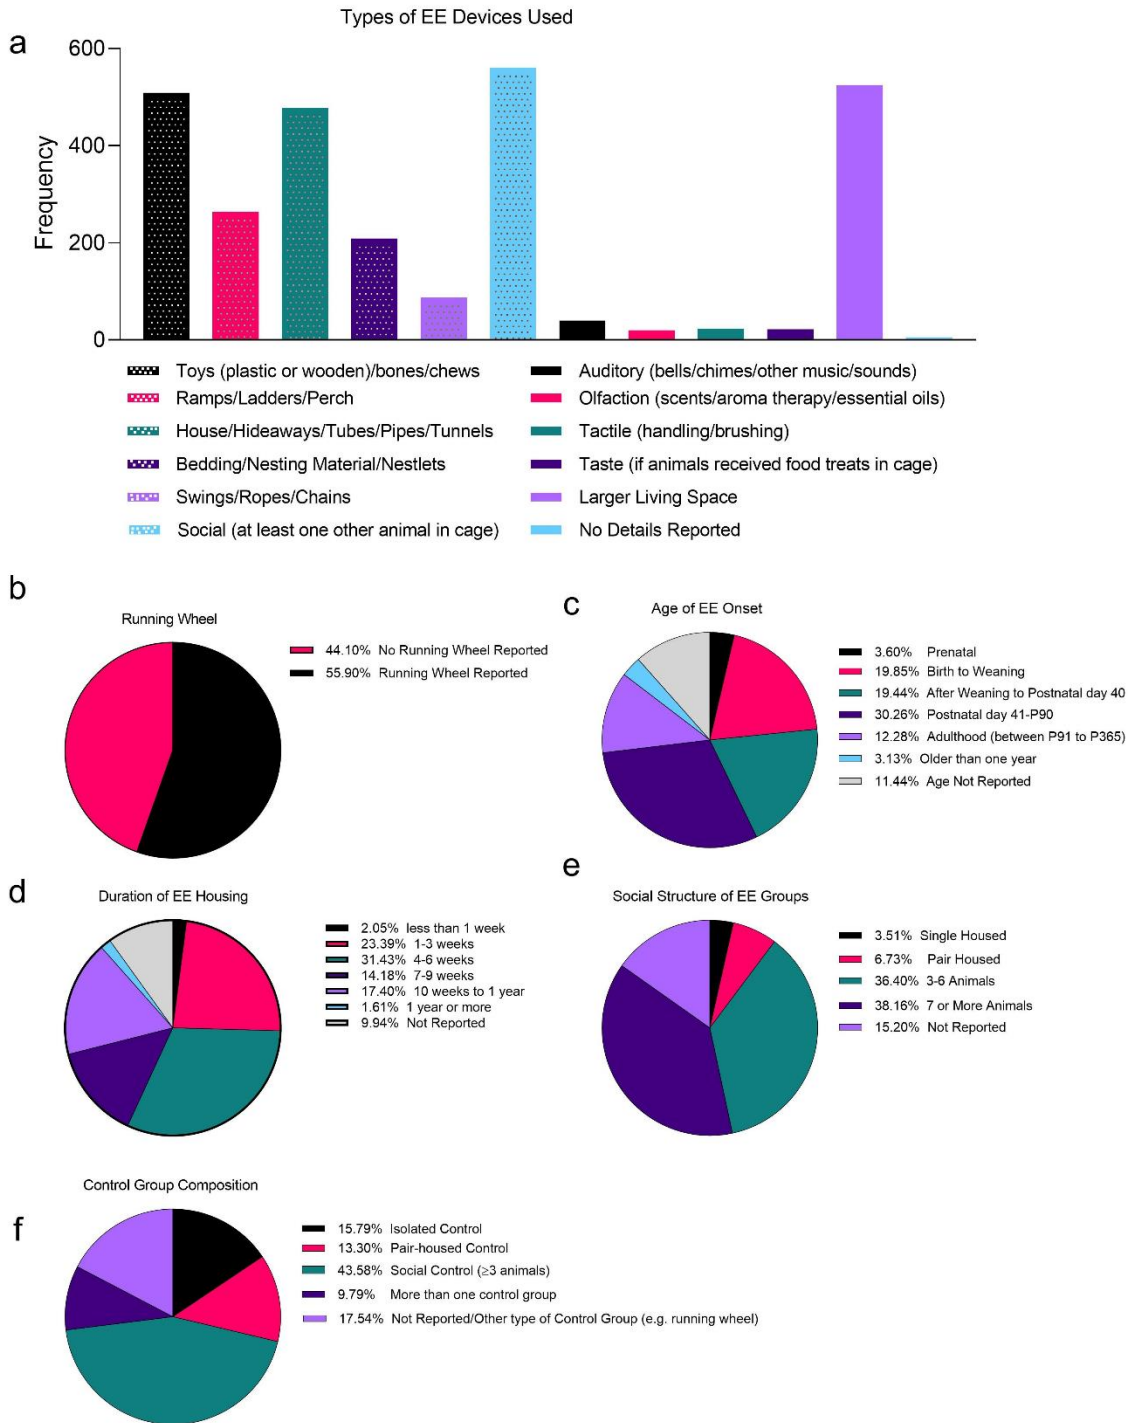 Types of EE Devices Used
a
600
400
200
0
Frequency
Toys (plastic or wooden)/bones/chews
Ramps/Ladders/Perch
House/Hideaways/Tubes/Pipes/Tunnels
Bedding/Nesting Material/Nestlets
Swings/Ropes/Chains
Social (at least one other animal in cage)
Auditory (bells/chimes/other music/sounds)
Olfaction (scents/aroma therapy/essential oils)
Tactile (handling/brushing)
Taste (if animals received food treats in cage)
Larger Living Space
No Details Reported
b
Running Wheel
44.10% No Running Wheel Reported
55.90% Running Wheel Reported
c
Age of EE Onset
3.60% Prenatal
19.85% Birth to Weaning
19.44% After Weaning to Postnatal day 40
30.26% Postnatal day 41-P90
12.28% Adulthood (between P91 to P365)
3.13% Older than one year
11.44% Age Not Reported
d
Duration of EE Housing
2.05% less than 1 week
23.39% 1-3 weeks
31.43% 4-6 weeks
14.18% 7-9 weeks
17.40% 10 weeks to 1 year
1.61% 1 year or more
9.94% Not Reported
e
Social Structure of EE Groups
3.51% Single Housed
6.73% Pair Housed
36.40% 3-6 Animals
38.16% 7 or More Animals
15.20% Not Reported
f
Control Group Composition
15.79% Isolated Control
13.30% Pair-housed Control
43.58% Social Control (≥3 animals)
9.79% More than one control group
17.54% Not Reported/Other type of Control Group (e.g. running wheel)